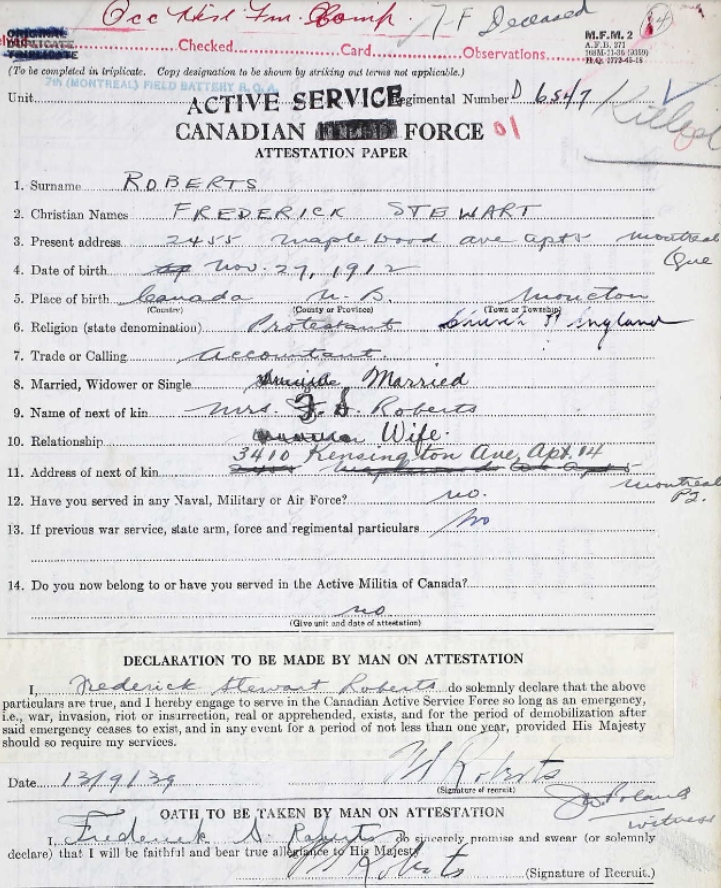 Occ Hist Fm. Comp. T F Deceased
ORIGINAL
DUPLICATE
TRIPLICATE
Checked Card Observations
M.F.M. 2
A.F.B. 271
H.Q. 1772-45-18
(To be completed in triplicate. Copy designation to be shown by striking out terms not applicable.)
7th (MONTREAL) FIELD BATTERY R.C.A.
Unit Regimental Number D 6547
Killed
ACTIVE SERVICE
CANADIAN FIELD FORCE 01
ATTESTATION PAPER
1. Surname ROBERTS
2. Christian Names FREDERICK STEWART
3. Present address 2455 maplewood ave apt 5 montreal
Que
4. Date of birth Nov. 27, 1912
5. Place of birth Canada N. B. Moncton
(Country) (County or Province) (Town or Township)
6. Religion (state denomination) Protestant Church of England
7. Trade or Calling Accountant.
8. Married, Widower or Single Married
9. Name of next of kin Mrs. F. S. Roberts
10. Relationship Wife.
3410 Kensington Ave, Apt. 14
11. Address of next of kin
montreal
P.Q.
12. Have you served in any Naval, Military or Air Force? no.
13. If previous war service, state arm, force and regimental particulars No
14. Do you now belong to or have you served in the Active Militia of Canada?
no
(Give unit and date of attestation)
DECLARATION TO BE MADE BY MAN ON ATTESTATION
I, Frederick Stewart Roberts do solemnly declare that the above
particulars are true, and I hereby engage to serve in the Canadian Active Service Force so long as an emergency,
i.e., war, invasion, riot or insurrection, real or apprehended, exists, and for the period of demobilization after
said emergency ceases to exist, and in any event for a period of not less than one year, provided His Majesty
should so require my services.
Date 13/9/39 Roberts
(Signature of recruit)
witness
OATH TO BE TAKEN BY MAN ON ATTESTATION
I, Frederick S. Roberts do sincerely promise and swear (or solemnly
declare) that I will be faithful and bear true allegiance to His Majesty
Roberts (Signature of Recruit.)